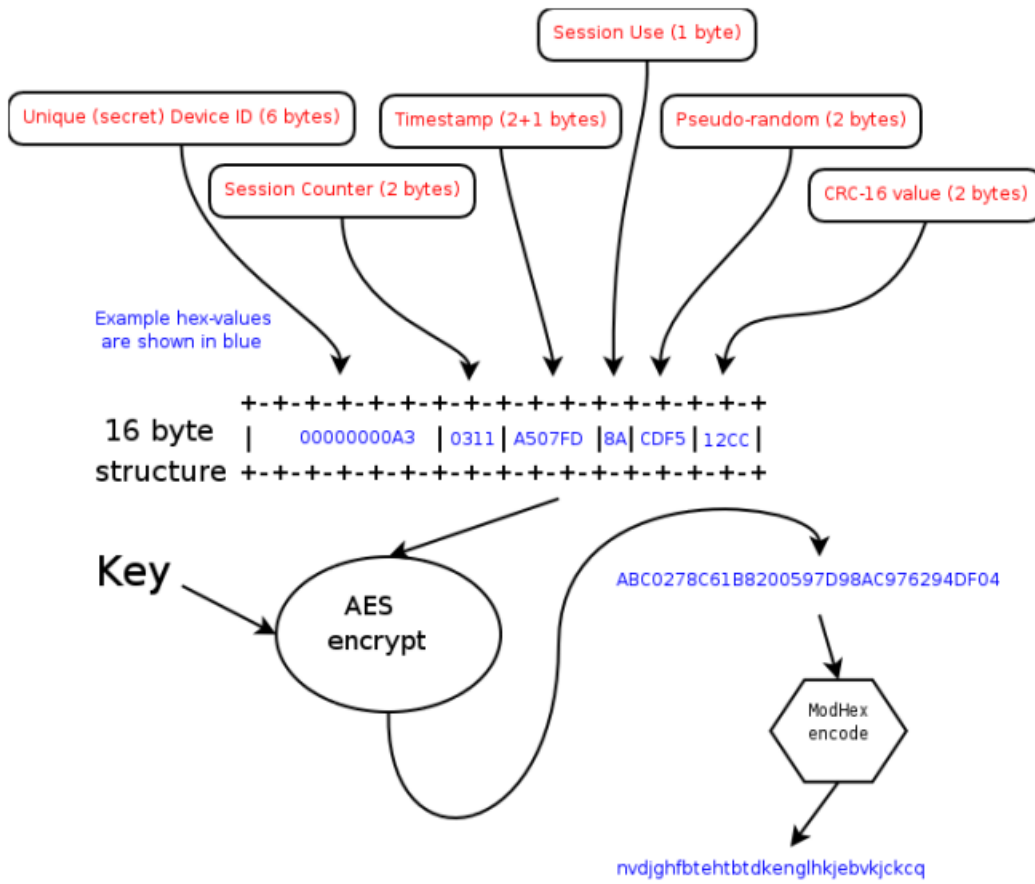 Session Use (1 byte)
Unique (secret) Device ID (6 bytes)
Timestamp (2+1 bytes)
Pseudo-random (2 bytes)
Session Counter (2 bytes)
CRC-16 value (2 bytes)
Example hex-values
are shown in blue
+-+-+-+-+-+-+-+-+-+-+-+-+-+-+-+-+
16 byte
| 00000000A3 | 0311 | A507FD | 8A | CDF5 | 12CC |
structure
+-+-+-+-+-+-+-+-+-+-+-+-+-+-+-+-+
Key
AES
encrypt
ABC0278C61B8200597D98AC976294DF04
ModHex
encode
nvdjghfbtehtbtdkenglhkjebvkjckcq